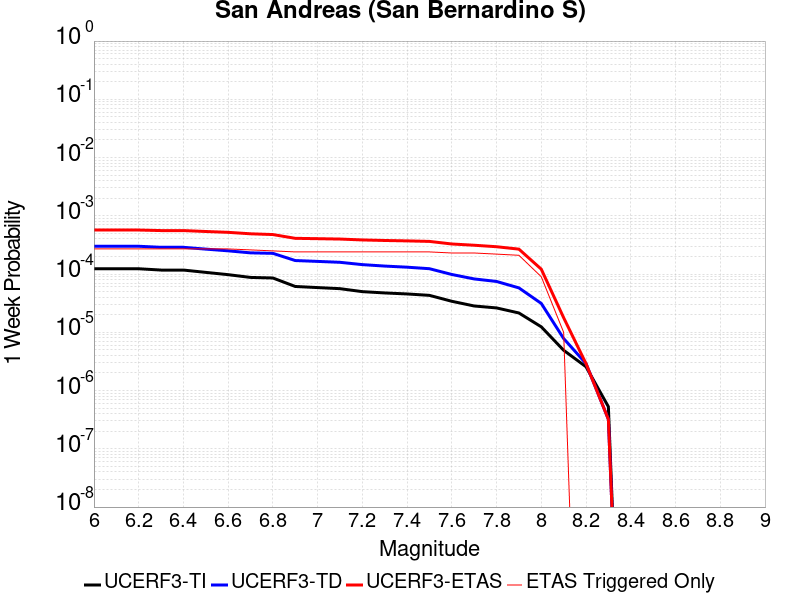 San Andreas (San Bernardino S)
10^0
10^-1
10^-2
10^-3
10^-4
10^-5
10^-6
10^-7
10^-8
1 Week Probability
6 6.2 6.4 6.6 6.8 7 7.2 7.4 7.6 7.8 8 8.2 8.4 8.6 8.8 9
Magnitude
UCERF3-TI UCERF3-TD UCERF3-ETAS ETAS Triggered Only